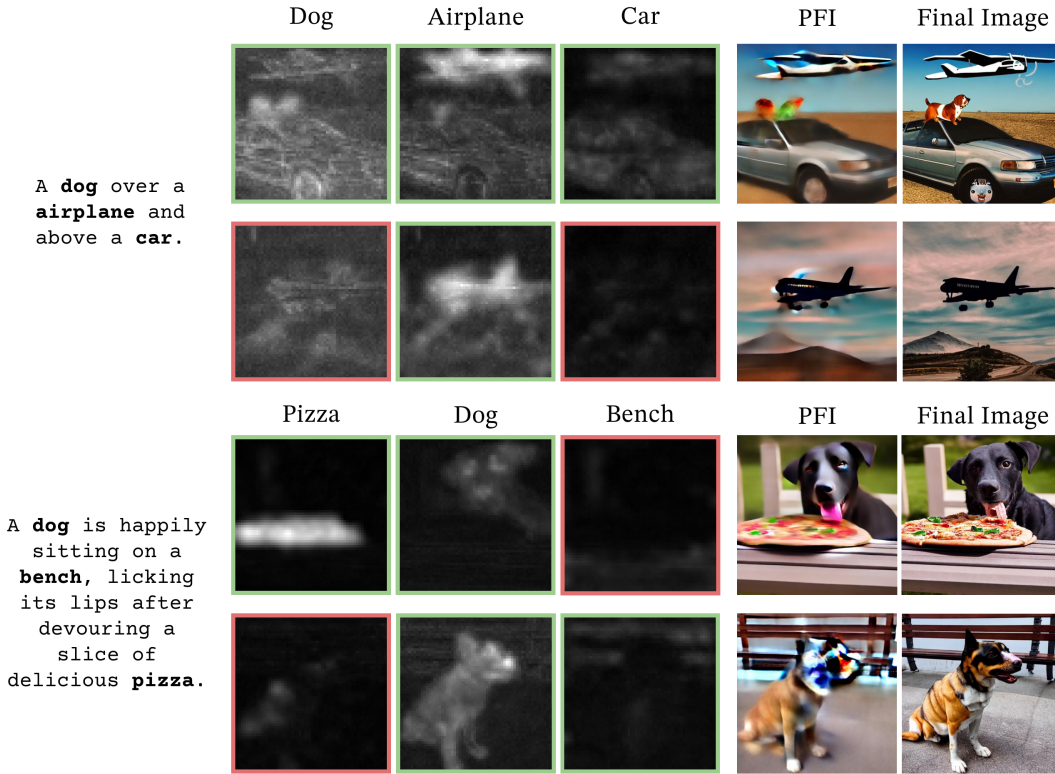 Dog Airplane Car PFI Final Image
A dog over a
airplane and
above a car.
Pizza Dog Bench PFI Final Image
A dog is happily
sitting on a
bench, licking
its lips after
devouring a
slice of
delicious pizza.